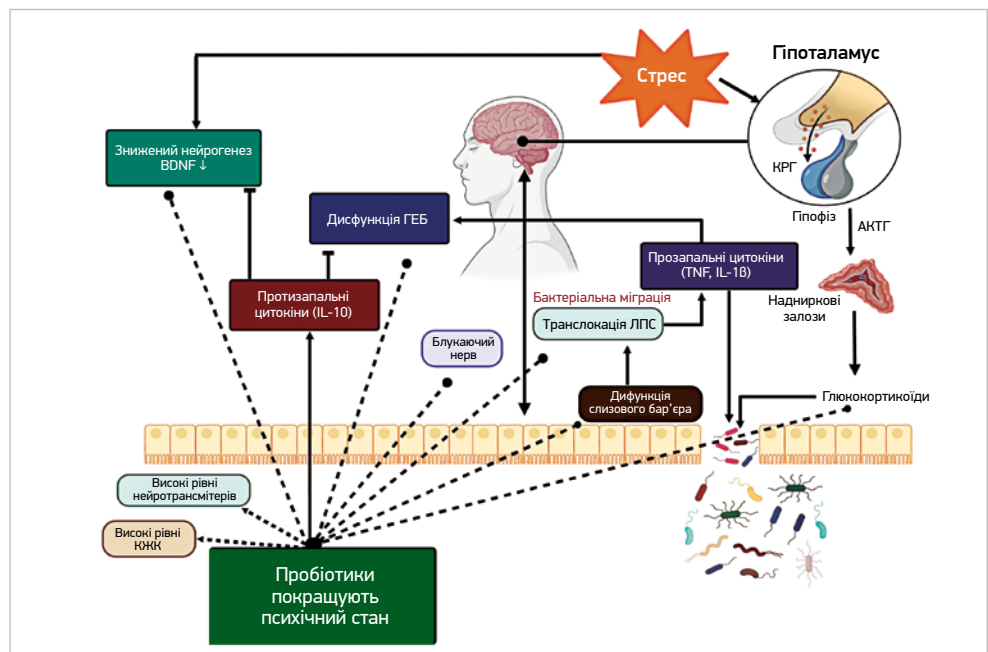 Стрес
Гіпоталамус
КРГ
Гіпофіз
АКТГ
Знижений нейрогенез
BDNF ↓
Дисфункція ГЕБ
Прозапальні цитокіни
(TNF, IL-1ß)
Надниркові
залози
Протизапальні
цитокіни (IL-10)
Бактеріальна міграція
Транслокація ЛПС
Блукаючий
нерв
Дифункція
слизового бар’єра
Глюкокортикоїди
Високі рівні
нейротрансмітерів
Високі рівні
КЖК
Пробіотики
покращують
психічний стан